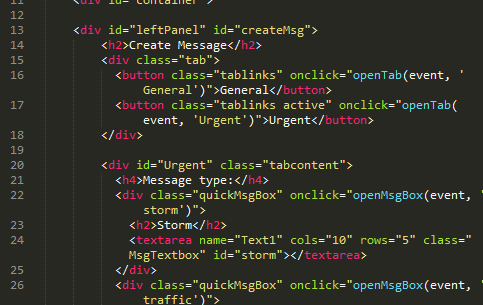 11 <div id="container">
12
13 <div id="leftPanel" id="createMsg">
14 <h2>Create Message</h2>
15 <div class="tab">
16 <button class="tablinks" onclick="openTab(event, '
General')">General</button>
17 <button class="tablinks active" onclick="openTab(
event, 'Urgent')">Urgent</button>
18 </div>
19
20 <div id="Urgent" class="tabcontent">
21 <h4>Message type:</h4>
22 <div class="quickMsgBox" onclick="openMsgBox(event, '
storm')">
23 <h2>Storm</h2>
24 <textarea name="Text1" cols="10" rows="5" class="
MsgTextbox" id="storm"></textarea>
25 </div>
26 <div class="quickMsgBox" onclick="openMsgBox(event, '
traffic')">